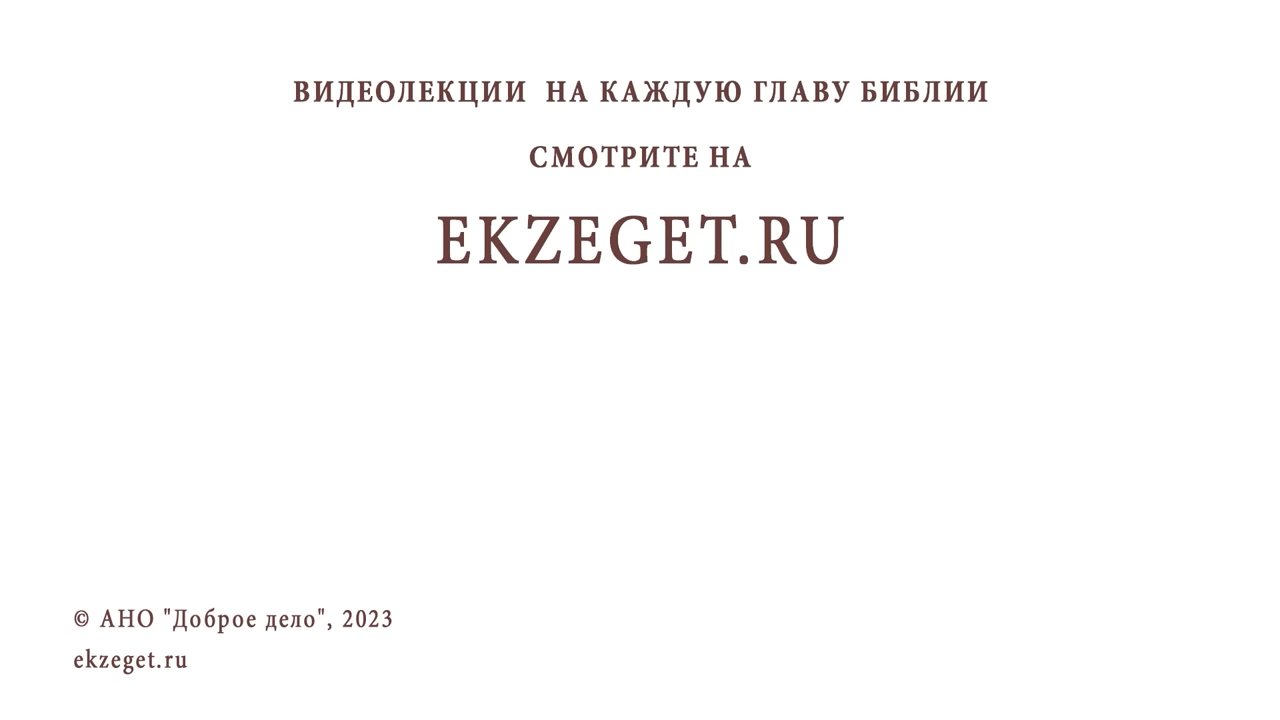 ВИДЕОЛЕКЦИИ НА КАЖДУЮ ГЛАВУ БИБЛИИ
СМОТРИТЕ НА
EKZEGET.RU
© АНО "Доброе дело", 2023
ekzeget.ru